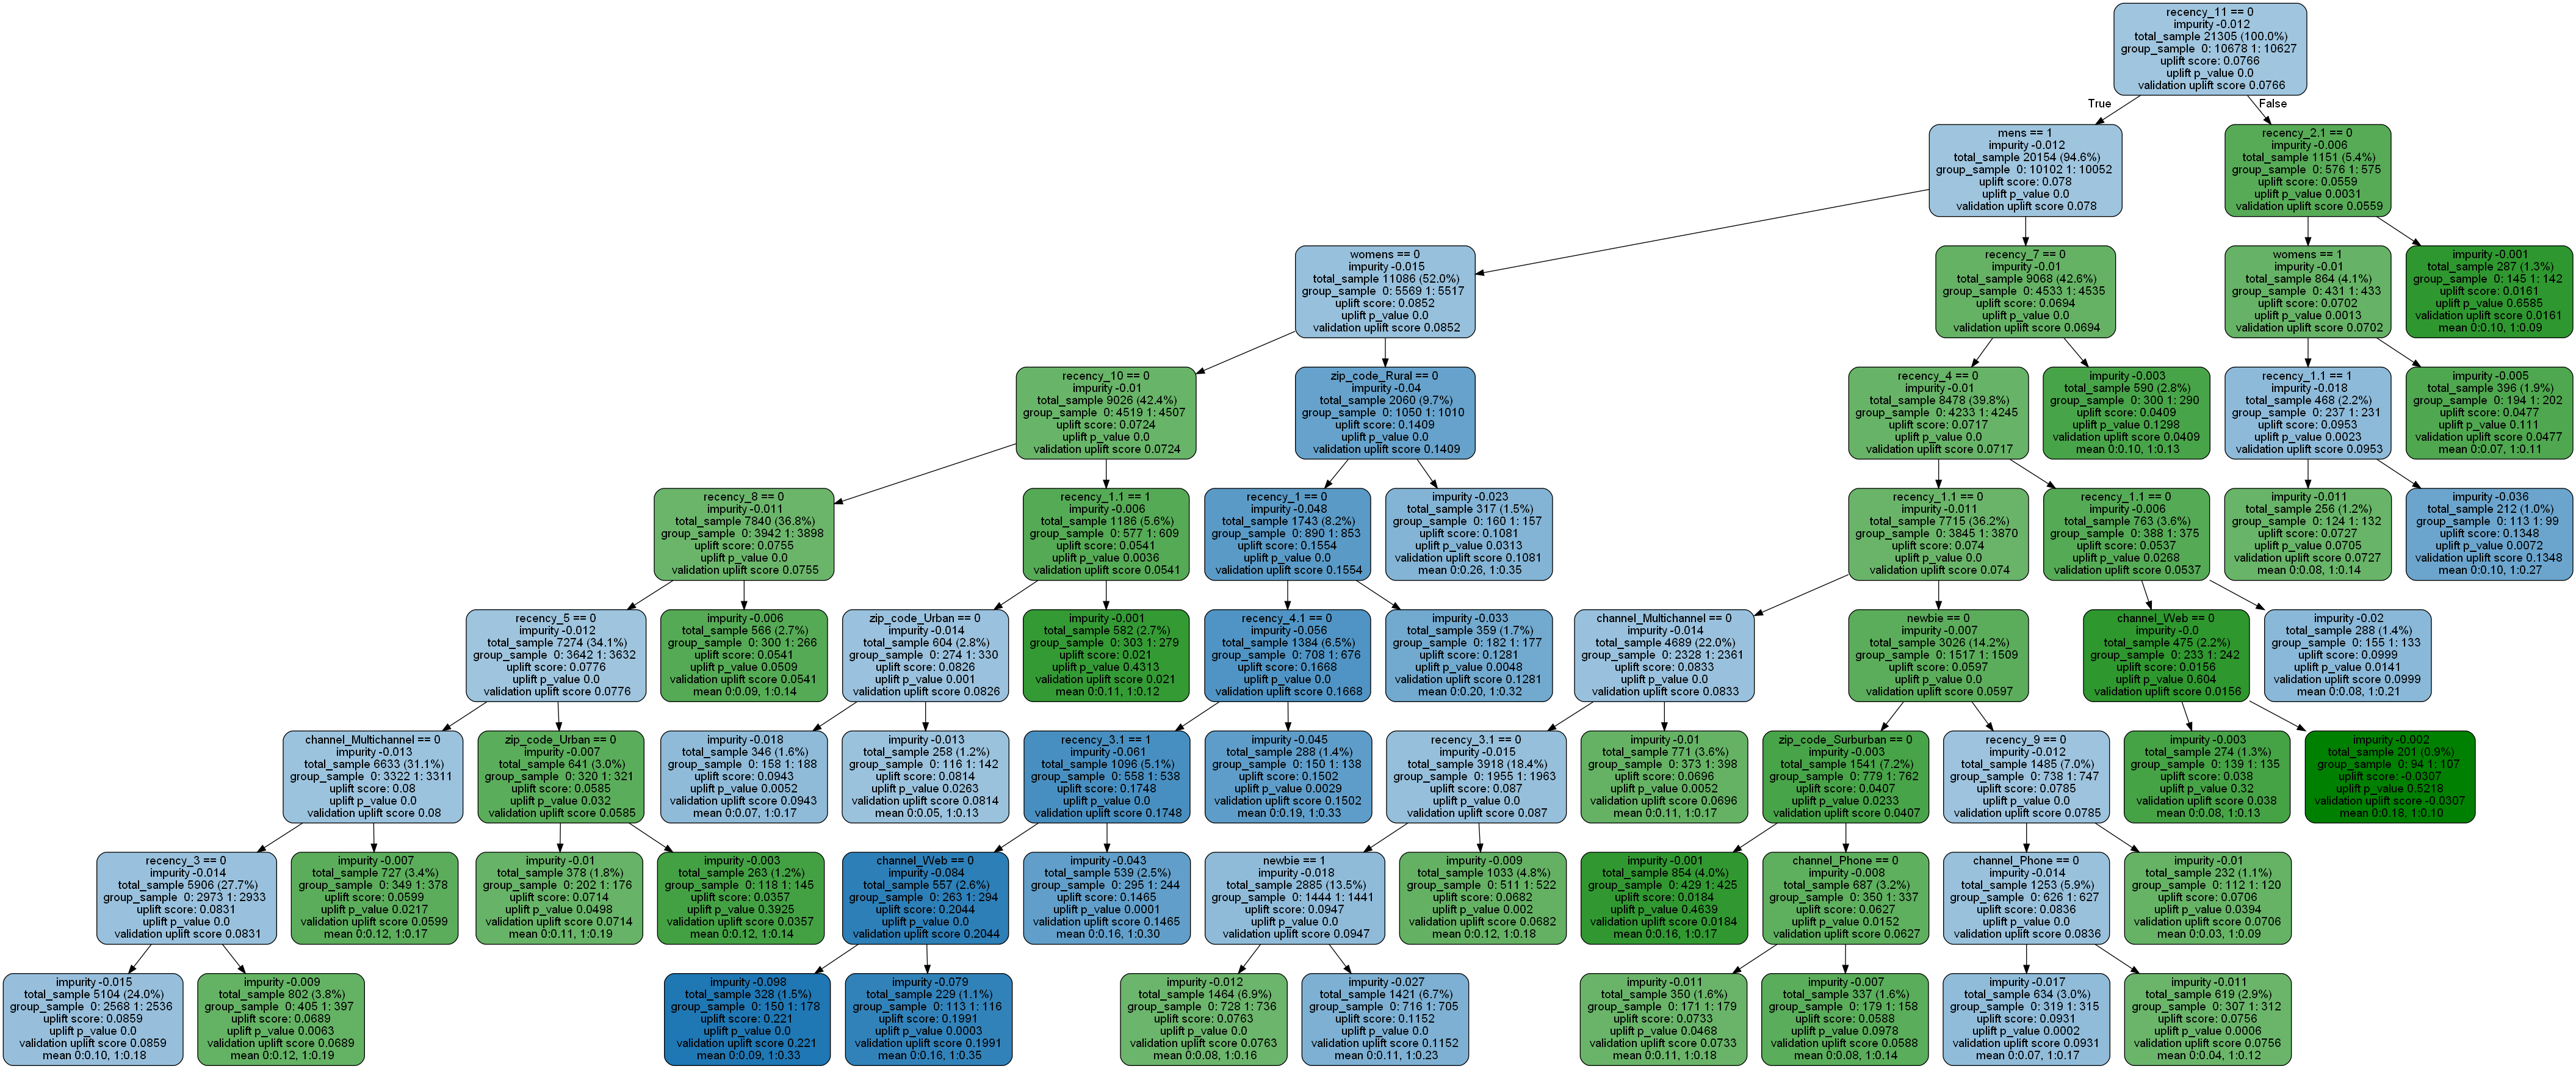 recency_11 == 0
impurity -0.012
total_sample 21305 (100.0%)
group_sample 0: 10678 1: 10627
uplift score: 0.0766
uplift p_value 0.0
validation uplift score 0.0766
True
False
mens == 1
impurity -0.012
total_sample 20154 (94.6%)
group_sample 0: 10102 1: 10052
uplift score: 0.078
uplift p_value 0.0
validation uplift score 0.078
recency_2.1 == 0
impurity -0.006
total_sample 1151 (5.4%)
group_sample 0: 576 1: 575
uplift score: 0.0559
uplift p_value 0.0031
validation uplift score 0.0559
womens == 0
impurity -0.015
total_sample 11086 (52.0%)
group_sample 0: 5569 1: 5517
uplift score: 0.0852
uplift p_value 0.0
validation uplift score 0.0852
recency_7 == 0
impurity -0.01
total_sample 9068 (42.6%)
group_sample 0: 4533 1: 4535
uplift score: 0.0694
uplift p_value 0.0
validation uplift score 0.0694
womens == 1
impurity -0.01
total_sample 864 (4.1%)
group_sample 0: 431 1: 433
uplift score: 0.0702
uplift p_value 0.0013
validation uplift score 0.0702
impurity -0.001
total_sample 287 (1.3%)
group_sample 0: 145 1: 142
uplift score: 0.0161
uplift p_value 0.6585
validation uplift score 0.0161
mean 0:0.10, 1:0.09
recency_10 == 0
impurity -0.01
total_sample 9026 (42.4%)
group_sample 0: 4519 1: 4507
uplift score: 0.0724
uplift p_value 0.0
validation uplift score 0.0724
zip_code_Rural == 0
impurity -0.04
total_sample 2060 (9.7%)
group_sample 0: 1050 1: 1010
uplift score: 0.1409
uplift p_value 0.0
validation uplift score 0.1409
recency_4 == 0
impurity -0.01
total_sample 8478 (39.8%)
group_sample 0: 4233 1: 4245
uplift score: 0.0717
uplift p_value 0.0
validation uplift score 0.0717
impurity -0.003
total_sample 590 (2.8%)
group_sample 0: 300 1: 290
uplift score: 0.0409
uplift p_value 0.1298
validation uplift score 0.0409
mean 0:0.10, 1:0.13
recency_1.1 == 1
impurity -0.018
total_sample 468 (2.2%)
group_sample 0: 237 1: 231
uplift score: 0.0953
uplift p_value 0.0023
validation uplift score 0.0953
impurity -0.005
total_sample 396 (1.9%)
group_sample 0: 194 1: 202
uplift score: 0.0477
uplift p_value 0.111
validation uplift score 0.0477
mean 0:0.07, 1:0.11
recency_8 == 0
impurity -0.011
total_sample 7840 (36.8%)
group_sample 0: 3942 1: 3898
uplift score: 0.0755
uplift p_value 0.0
validation uplift score 0.0755
recency_1.1 == 1
impurity -0.006
total_sample 1186 (5.6%)
group_sample 0: 577 1: 609
uplift score: 0.0541
uplift p_value 0.0036
validation uplift score 0.0541
recency_1 == 0
impurity -0.048
total_sample 1743 (8.2%)
group_sample 0: 890 1: 853
uplift score: 0.1554
uplift p_value 0.0
validation uplift score 0.1554
impurity -0.023
total_sample 317 (1.5%)
group_sample 0: 160 1: 157
uplift score: 0.1081
uplift p_value 0.0313
validation uplift score 0.1081
mean 0:0.26, 1:0.35
recency_1.1 == 0
impurity -0.011
total_sample 7715 (36.2%)
group_sample 0: 3845 1: 3870
uplift score: 0.074
uplift p_value 0.0
validation uplift score 0.074
recency_1.1 == 0
impurity -0.006
total_sample 763 (3.6%)
group_sample 0: 388 1: 375
uplift score: 0.0537
uplift p_value 0.0268
validation uplift score 0.0537
impurity -0.011
total_sample 256 (1.2%)
group_sample 0: 124 1: 132
uplift score: 0.0727
uplift p_value 0.0705
validation uplift score 0.0727
mean 0:0.08, 1:0.14
impurity -0.036
total_sample 212 (1.0%)
group_sample 0: 113 1: 99
uplift score: 0.1348
uplift p_value 0.0072
validation uplift score 0.1348
mean 0:0.10, 1:0.27
recency_5 == 0
impurity -0.012
total_sample 7274 (34.1%)
group_sample 0: 3642 1: 3632
uplift score: 0.0776
uplift p_value 0.0
validation uplift score 0.0776
impurity -0.006
total_sample 566 (2.7%)
group_sample 0: 300 1: 266
uplift score: 0.0541
uplift p_value 0.0509
validation uplift score 0.0541
mean 0:0.09, 1:0.14
zip_code_Urban == 0
impurity -0.014
total_sample 604 (2.8%)
group_sample 0: 274 1: 330
uplift score: 0.0826
uplift p_value 0.001
validation uplift score 0.0826
impurity -0.001
total_sample 582 (2.7%)
group_sample 0: 303 1: 279
uplift score: 0.021
uplift p_value 0.4313
validation uplift score 0.021
mean 0:0.11, 1:0.12
recency_4.1 == 0
impurity -0.056
total_sample 1384 (6.5%)
group_sample 0: 708 1: 676
uplift score: 0.1668
uplift p_value 0.0
validation uplift score 0.1668
impurity -0.033
total_sample 359 (1.7%)
group_sample 0: 182 1: 177
uplift score: 0.1281
uplift p_value 0.0048
validation uplift score 0.1281
mean 0:0.20, 1:0.32
channel_Multichannel == 0
impurity -0.014
total_sample 4689 (22.0%)
group_sample 0: 2328 1: 2361
uplift score: 0.0833
uplift p_value 0.0
validation uplift score 0.0833
newbie == 0
impurity -0.007
total_sample 3026 (14.2%)
group_sample 0: 1517 1: 1509
uplift score: 0.0597
uplift p_value 0.0
validation uplift score 0.0597
channel_Web == 0
impurity -0.0
total_sample 475 (2.2%)
group_sample 0: 233 1: 242
uplift score: 0.0156
uplift p_value 0.604
validation uplift score 0.0156
impurity -0.02
total_sample 288 (1.4%)
group_sample 0: 155 1: 133
uplift score: 0.0999
uplift p_value 0.0141
validation uplift score 0.0999
mean 0:0.08, 1:0.21
channel_Multichannel == 0
impurity -0.013
total_sample 6633 (31.1%)
group_sample 0: 3322 1: 3311
uplift score: 0.08
uplift p_value 0.0
validation uplift score 0.08
zip_code_Urban == 0
impurity -0.007
total_sample 641 (3.0%)
group_sample 0: 320 1: 321
uplift score: 0.0585
uplift p_value 0.032
validation uplift score 0.0585
impurity -0.018
total_sample 346 (1.6%)
group_sample 0: 158 1: 188
uplift score: 0.0943
uplift p_value 0.0052
validation uplift score 0.0943
mean 0:0.07, 1:0.17
impurity -0.013
total_sample 258 (1.2%)
group_sample 0: 116 1: 142
uplift score: 0.0814
uplift p_value 0.0263
validation uplift score 0.0814
mean 0:0.05, 1:0.13
recency_3.1 == 1
impurity -0.061
total_sample 1096 (5.1%)
group_sample 0: 558 1: 538
uplift score: 0.1748
uplift p_value 0.0
validation uplift score 0.1748
impurity -0.045
total_sample 288 (1.4%)
group_sample 0: 150 1: 138
uplift score: 0.1502
uplift p_value 0.0029
validation uplift score 0.1502
mean 0:0.19, 1:0.33
recency_3.1 == 0
impurity -0.015
total_sample 3918 (18.4%)
group_sample 0: 1955 1: 1963
uplift score: 0.087
uplift p_value 0.0
validation uplift score 0.087
impurity -0.01
total_sample 771 (3.6%)
group_sample 0: 373 1: 398
uplift score: 0.0696
uplift p_value 0.0052
validation uplift score 0.0696
mean 0:0.11, 1:0.17
zip_code_Surburban == 0
impurity -0.003
total_sample 1541 (7.2%)
group_sample 0: 779 1: 762
uplift score: 0.0407
uplift p_value 0.0233
validation uplift score 0.0407
recency_9 == 0
impurity -0.012
total_sample 1485 (7.0%)
group_sample 0: 738 1: 747
uplift score: 0.0785
uplift p_value 0.0
validation uplift score 0.0785
impurity -0.003
total_sample 274 (1.3%)
group_sample 0: 139 1: 135
uplift score: 0.038
uplift p_value 0.32
validation uplift score 0.038
mean 0:0.08, 1:0.13
impurity -0.002
total_sample 201 (0.9%)
group_sample 0: 94 1: 107
uplift score: -0.0307
uplift p_value 0.5218
validation uplift score -0.0307
mean 0:0.18, 1:0.10
recency_3 == 0
impurity -0.014
total_sample 5906 (27.7%)
group_sample 0: 2973 1: 2933
uplift score: 0.0831
uplift p_value 0.0
validation uplift score 0.0831
impurity -0.007
total_sample 727 (3.4%)
group_sample 0: 349 1: 378
uplift score: 0.0599
uplift p_value 0.0217
validation uplift score 0.0599
mean 0:0.12, 1:0.17
impurity -0.01
total_sample 378 (1.8%)
group_sample 0: 202 1: 176
uplift score: 0.0714
uplift p_value 0.0498
validation uplift score 0.0714
mean 0:0.11, 1:0.19
impurity -0.003
total_sample 263 (1.2%)
group_sample 0: 118 1: 145
uplift score: 0.0357
uplift p_value 0.3925
validation uplift score 0.0357
mean 0:0.12, 1:0.14
channel_Web == 0
impurity -0.084
total_sample 557 (2.6%)
group_sample 0: 263 1: 294
uplift score: 0.2044
uplift p_value 0.0
validation uplift score 0.2044
impurity -0.043
total_sample 539 (2.5%)
group_sample 0: 295 1: 244
uplift score: 0.1465
uplift p_value 0.0001
validation uplift score 0.1465
mean 0:0.16, 1:0.30
newbie == 1
impurity -0.018
total_sample 2885 (13.5%)
group_sample 0: 1444 1: 1441
uplift score: 0.0947
uplift p_value 0.0
validation uplift score 0.0947
impurity -0.009
total_sample 1033 (4.8%)
group_sample 0: 511 1: 522
uplift score: 0.0682
uplift p_value 0.002
validation uplift score 0.0682
mean 0:0.12, 1:0.18
impurity -0.001
total_sample 854 (4.0%)
group_sample 0: 429 1: 425
uplift score: 0.0184
uplift p_value 0.4639
validation uplift score 0.0184
mean 0:0.16, 1:0.17
channel_Phone == 0
impurity -0.008
total_sample 687 (3.2%)
group_sample 0: 350 1: 337
uplift score: 0.0627
uplift p_value 0.0152
validation uplift score 0.0627
channel_Phone == 0
impurity -0.014
total_sample 1253 (5.9%)
group_sample 0: 626 1: 627
uplift score: 0.0836
uplift p_value 0.0
validation uplift score 0.0836
impurity -0.01
total_sample 232 (1.1%)
group_sample 0: 112 1: 120
uplift score: 0.0706
uplift p_value 0.0394
validation uplift score 0.0706
mean 0:0.03, 1:0.09
impurity -0.015
total_sample 5104 (24.0%)
group_sample 0: 2568 1: 2536
uplift score: 0.0859
uplift p_value 0.0
validation uplift score 0.0859
mean 0:0.10, 1:0.18
impurity -0.009
total_sample 802 (3.8%)
group_sample 0: 405 1: 397
uplift score: 0.0689
uplift p_value 0.0063
validation uplift score 0.0689
mean 0:0.12, 1:0.19
impurity -0.098
total_sample 328 (1.5%)
group_sample 0: 150 1: 178
uplift score: 0.221
uplift p_value 0.0
validation uplift score 0.221
mean 0:0.09, 1:0.33
impurity -0.079
total_sample 229 (1.1%)
group_sample 0: 113 1: 116
uplift score: 0.1991
uplift p_value 0.0003
validation uplift score 0.1991
mean 0:0.16, 1:0.35
impurity -0.012
total_sample 1464 (6.9%)
group_sample 0: 728 1: 736
uplift score: 0.0763
uplift p_value 0.0
validation uplift score 0.0763
mean 0:0.08, 1:0.16
impurity -0.027
total_sample 1421 (6.7%)
group_sample 0: 716 1: 705
uplift score: 0.1152
uplift p_value 0.0
validation uplift score 0.1152
mean 0:0.11, 1:0.23
impurity -0.011
total_sample 350 (1.6%)
group_sample 0: 171 1: 179
uplift score: 0.0733
uplift p_value 0.0468
validation uplift score 0.0733
mean 0:0.11, 1:0.18
impurity -0.007
total_sample 337 (1.6%)
group_sample 0: 179 1: 158
uplift score: 0.0588
uplift p_value 0.0978
validation uplift score 0.0588
mean 0:0.08, 1:0.14
impurity -0.017
total_sample 634 (3.0%)
group_sample 0: 319 1: 315
uplift score: 0.0931
uplift p_value 0.0002
validation uplift score 0.0931
mean 0:0.07, 1:0.17
impurity -0.011
total_sample 619 (2.9%)
group_sample 0: 307 1: 312
uplift score: 0.0756
uplift p_value 0.0006
validation uplift score 0.0756
mean 0:0.04, 1:0.12